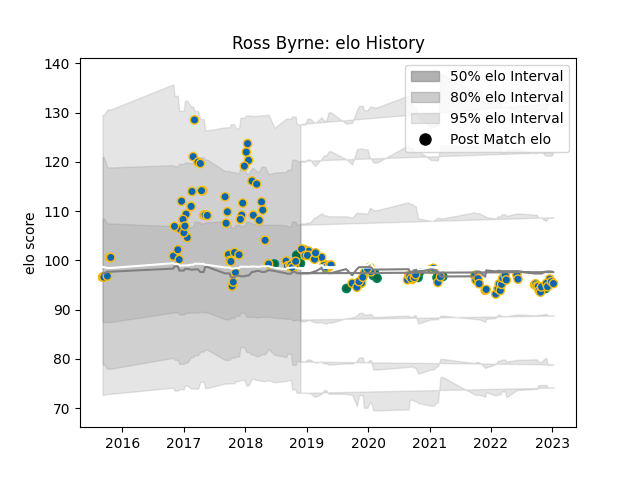 Ross Byrne: elo History
140
130
120
110
100
90
80
70
elo score
50% elo Interval
80% elo Interval
95% elo Interval
Post Match elo
2016 2017 2018 2019 2020 2021 2022 2023